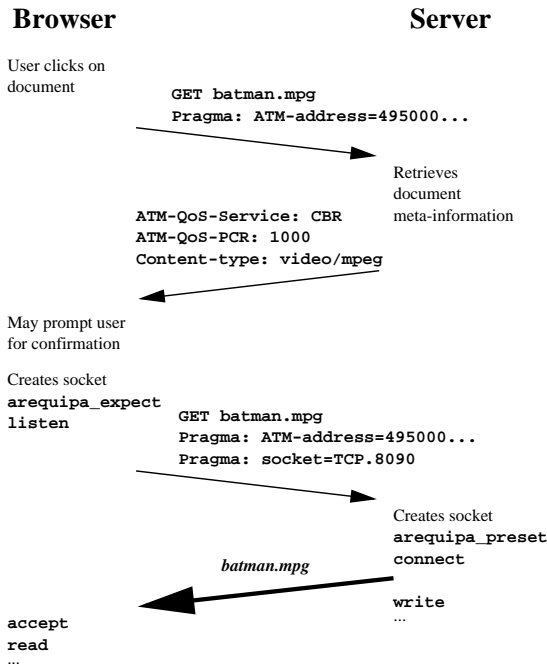 Browser
Server
User clicks on
document
GET batman.mpg
Pragma: ATM-address=495000...
Retrieves
document
meta-information
ATM-QoS-Service: CBR
ATM-QoS-PCR: 1000
Content-type: video/mpeg
May prompt user
for confirmation
Creates socket
arequipa_expect
listen
GET batman.mpg
Pragma: ATM-address=495000...
Pragma: socket=TCP.8090
Creates socket
arequipa_preset
connect
batman.mpg
write
...
accept
read
...